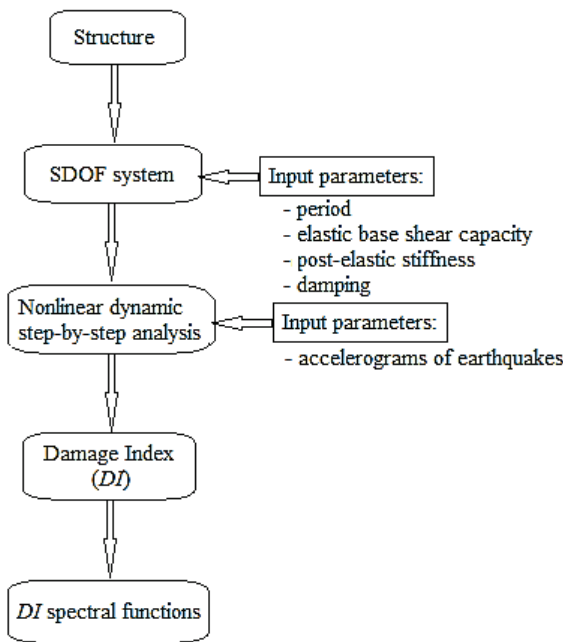 Structure
SDOF system
Input parameters:
- period
- elastic base shear capacity
- post-elastic stiffness
- damping
Nonlinear dynamic
step-by-step analysis
Input parameters:
- accelerograms of earthquakes
Damage Index
(DI)
DI spectral functions